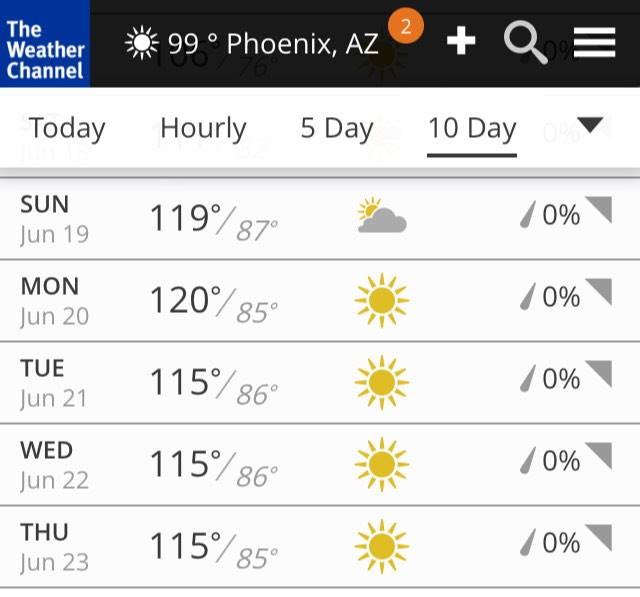 The
Weather
Channel
99 ° Phoenix, AZ
2
Today Hourly 5 Day 10 Day
SUN
Jun 19
119°/87°
0%
MON
Jun 20
120°/85°
0%
TUE
Jun 21
115°/86°
0%
WED
Jun 22
115°/86°
0%
THU
Jun 23
115°/85°
0%